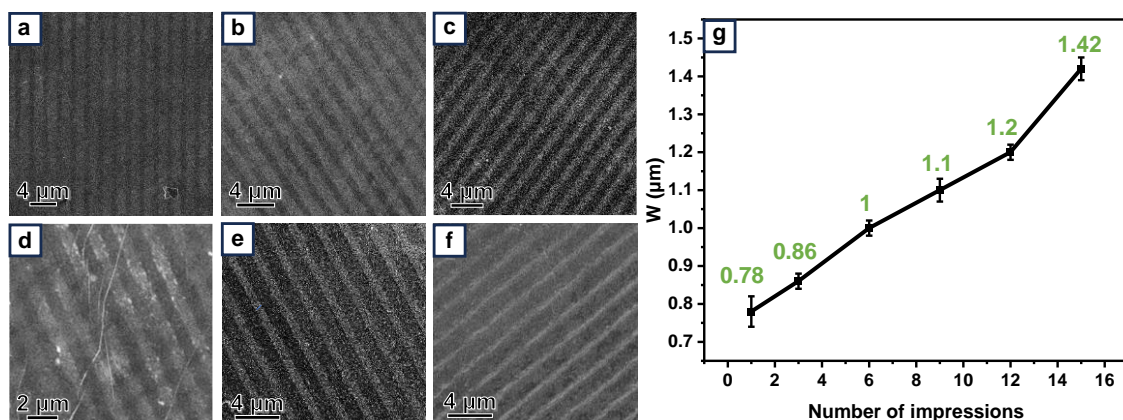 a
4 µm
b
4 µm
c
4 µm
d
2 µm
e
4 µm
f
4 µm
g
1.5
1.4
1.3
1.2
1.1
1.0
0.9
0.8
0.7
W (µm)
0.78
0.86
1
1.1
1.2
1.42
0 2 4 6 8 10 12 14 16
Number of impressions